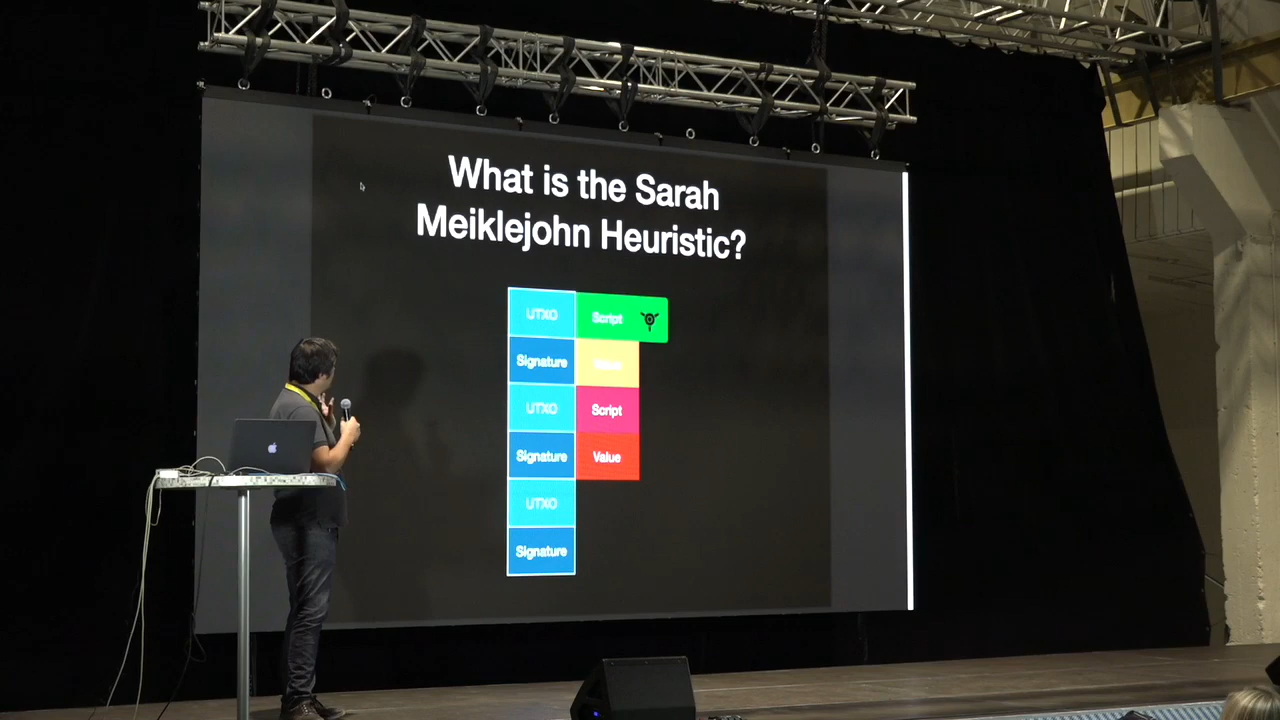 What is the Sarah
Meiklejohn Heuristic?
UTXO Script
Signature
UTXO Script
Signature Value
UTXO
Signature